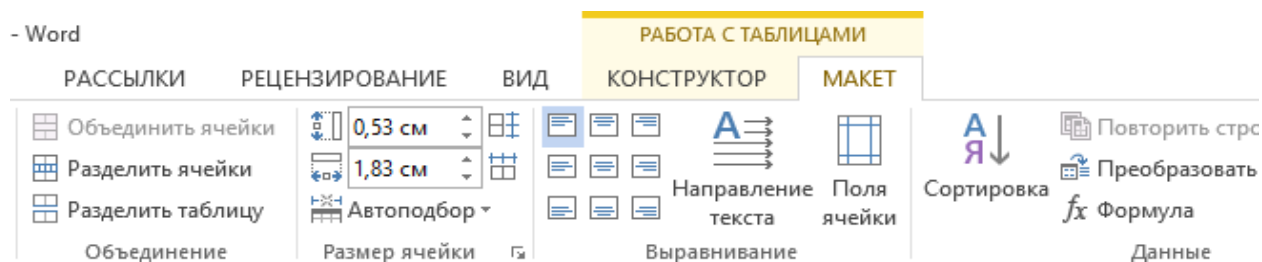 - Word
РАБОТА С ТАБЛИЦАМИ
РАССЫЛКИ РЕЦЕНЗИРОВАНИЕ ВИД КОНСТРУКТОР МАКЕТ
Объединить ячейки
Разделить ячейки
Разделить таблицу
Объединение
0,53 см
1,83 см
Автоподбор
Размер ячейки
Направление
текста
Поля
ячейки
Выравнивание
А
Я
Сортировка
Повторить стро
Преобразовать
fx Формула
Данные